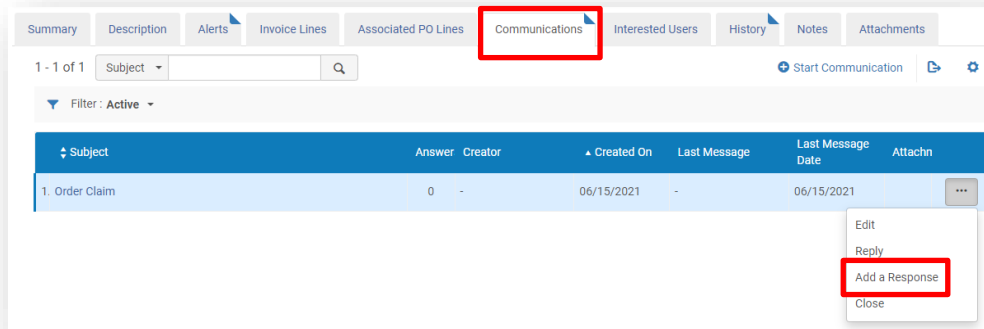 Summary Description Alerts Invoice Lines Associated PO Lines Communications Interested Users History Notes Attachments
1 - 1 of 1 Subject Start Communication
Filter : Active
Subject Answer Creator Created On Last Message Last Message Date Attachn
1. Order Claim 0 - 06/15/2021 - 06/15/2021 ...
Edit
Reply
Add a Response
Close